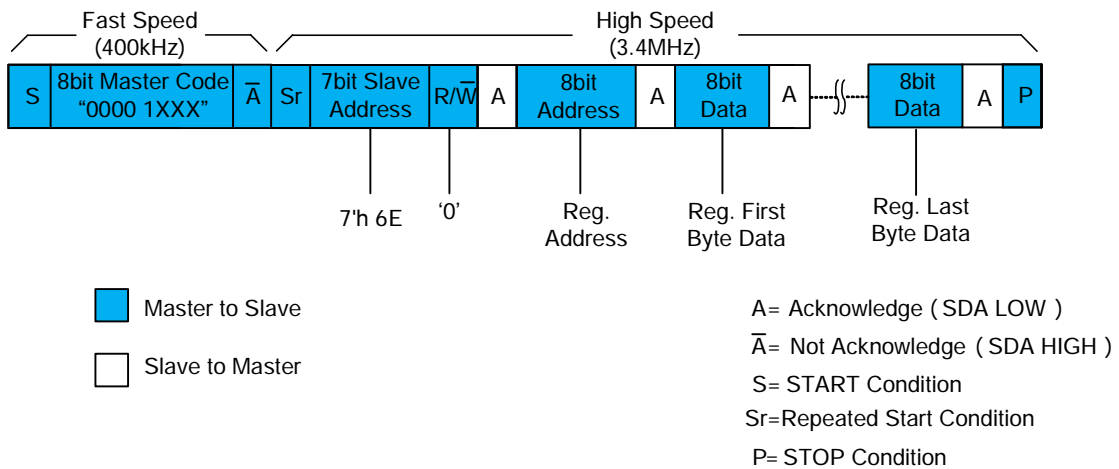 Fast Speed
(400kHz)
High Speed
(3.4MHz)
S
8bit Master Code
“0000 1XXX”
A̅
Sr
7bit Slave
Address
R/W̅
A
8bit
Address
A
8bit
Data
A
8bit
Data
A
P
7'h 6E
‘0’
Reg.
Address
Reg. First
Byte Data
Reg. Last
Byte Data
Master to Slave
Slave to Master
A= Acknowledge ( SDA LOW )
A̅= Not Acknowledge ( SDA HIGH )
S= START Condition
Sr=Repeated Start Condition
P= STOP Condition